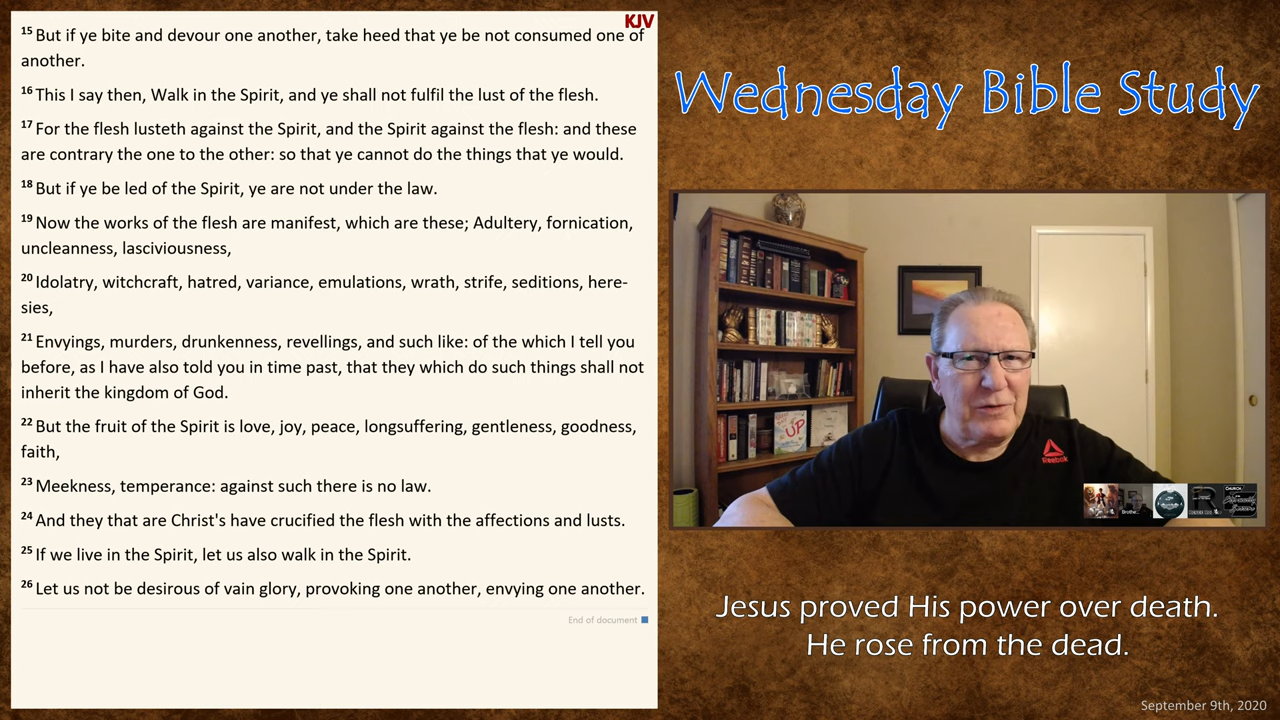 KJV
15 But if ye bite and devour one another, take heed that ye be not consumed one of
another.
16 This I say then, Walk in the Spirit, and ye shall not fulfil the lust of the flesh.
17 For the flesh lusteth against the Spirit, and the Spirit against the flesh: and these
are contrary the one to the other: so that ye cannot do the things that ye would.
18 But if ye be led of the Spirit, ye are not under the law.
19 Now the works of the flesh are manifest, which are these; Adultery, fornication,
uncleanness, lasciviousness,
20 Idolatry, witchcraft, hatred, variance, emulations, wrath, strife, seditions, here-
sies,
21 Envyings, murders, drunkenness, revellings, and such like: of the which I tell you
before, as I have also told you in time past, that they which do such things shall not
inherit the kingdom of God.
22 But the fruit of the Spirit is love, joy, peace, longsuffering, gentleness, goodness,
faith,
23 Meekness, temperance: against such there is no law.
24 And they that are Christ's have crucified the flesh with the affections and lusts.
25 If we live in the Spirit, let us also walk in the Spirit.
26 Let us not be desirous of vain glory, provoking one another, envying one another.
End of document
Wednesday Bible Study
UP
Reebok
Brothe...
CHURCH
Jesus proved His power over death.
He rose from the dead.
September 9th, 2020